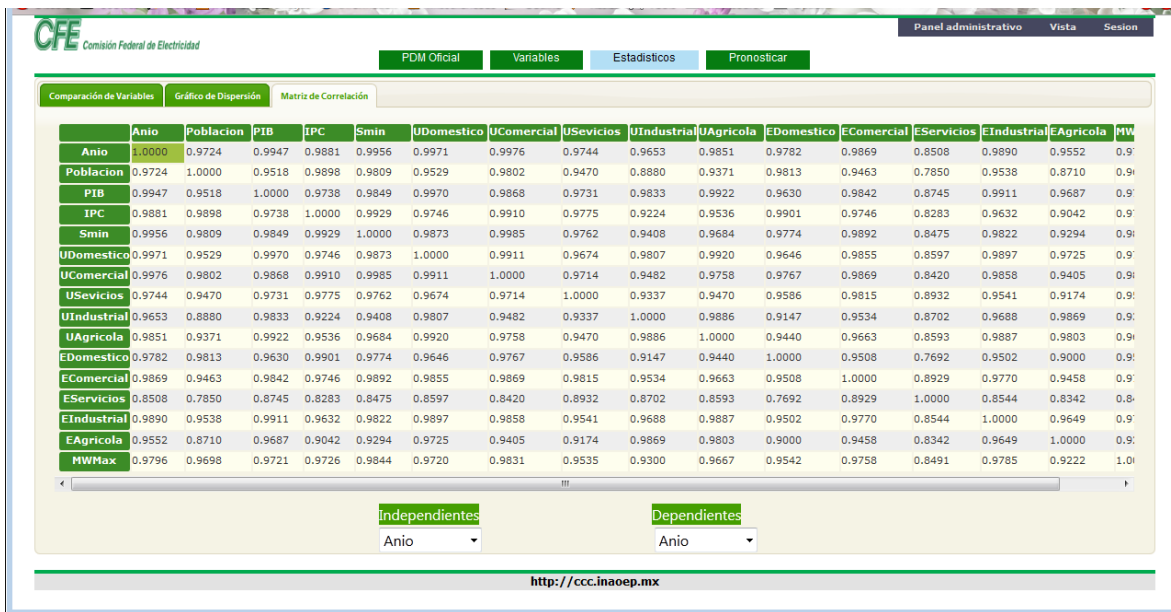 CFE Comisión Federal de Electricidad
Panel administrativo Vista Sesion
PDM Oficial Variables Estadisticos Pronosticar
Comparación de Variables Gráfico de Dispersión Matriz de Correlación
Anio Poblacion PIB IPC Smin UDomestico UComercial USevicios UIndustrial UAgricola EDomestico EComercial EServicios EIndustrial EAgricola MW
Anio 1.0000 0.9724 0.9947 0.9881 0.9956 0.9971 0.9976 0.9744 0.9653 0.9851 0.9782 0.9869 0.8508 0.9890 0.9552
Poblacion 0.9724 1.0000 0.9518 0.9898 0.9809 0.9529 0.9802 0.9470 0.8880 0.9371 0.9813 0.9463 0.7850 0.9538 0.8710
PIB 0.9947 0.9518 1.0000 0.9738 0.9849 0.9970 0.9868 0.9731 0.9833 0.9922 0.9630 0.9842 0.8745 0.9911 0.9687
IPC 0.9881 0.9898 0.9738 1.0000 0.9929 0.9746 0.9910 0.9775 0.9224 0.9536 0.9901 0.9746 0.8283 0.9632 0.9042
Smin 0.9956 0.9809 0.9849 0.9929 1.0000 0.9873 0.9985 0.9762 0.9408 0.9684 0.9774 0.9892 0.8475 0.9822 0.9294
UDomestico 0.9971 0.9529 0.9970 0.9746 0.9873 1.0000 0.9911 0.9674 0.9807 0.9920 0.9646 0.9855 0.8597 0.9897 0.9725
UComercial 0.9976 0.9802 0.9868 0.9910 0.9985 0.9911 1.0000 0.9714 0.9482 0.9758 0.9767 0.9869 0.8420 0.9858 0.9405
USevicios 0.9744 0.9470 0.9731 0.9775 0.9762 0.9674 0.9714 1.0000 0.9337 0.9470 0.9586 0.9815 0.8932 0.9541 0.9174
UIndustrial 0.9653 0.8880 0.9833 0.9224 0.9408 0.9807 0.9482 0.9337 1.0000 0.9886 0.9147 0.9534 0.8702 0.9688 0.9869
UAgricola 0.9851 0.9371 0.9922 0.9536 0.9684 0.9920 0.9758 0.9470 0.9886 1.0000 0.9440 0.9663 0.8593 0.9887 0.9803
EDomestico 0.9782 0.9813 0.9630 0.9901 0.9774 0.9646 0.9767 0.9586 0.9147 0.9440 1.0000 0.9508 0.7692 0.9502 0.9000
EComercial 0.9869 0.9463 0.9842 0.9746 0.9892 0.9855 0.9869 0.9815 0.9534 0.9663 0.9508 1.0000 0.8929 0.9770 0.9458
EServicios 0.8508 0.7850 0.8745 0.8283 0.8475 0.8597 0.8420 0.8932 0.8702 0.8593 0.7692 0.8929 1.0000 0.8544 0.8342
EIndustrial 0.9890 0.9538 0.9911 0.9632 0.9822 0.9897 0.9858 0.9541 0.9688 0.9887 0.9502 0.9770 0.8544 1.0000 0.9649
EAgricola 0.9552 0.8710 0.9687 0.9042 0.9294 0.9725 0.9405 0.9174 0.9869 0.9803 0.9000 0.9458 0.8342 0.9649 1.0000
MWMax 0.9796 0.9698 0.9721 0.9726 0.9844 0.9720 0.9831 0.9535 0.9300 0.9667 0.9542 0.9758 0.8491 0.9785 0.9222
Independientes Dependientes
Anio Anio
http://ccc.inaoep.mx